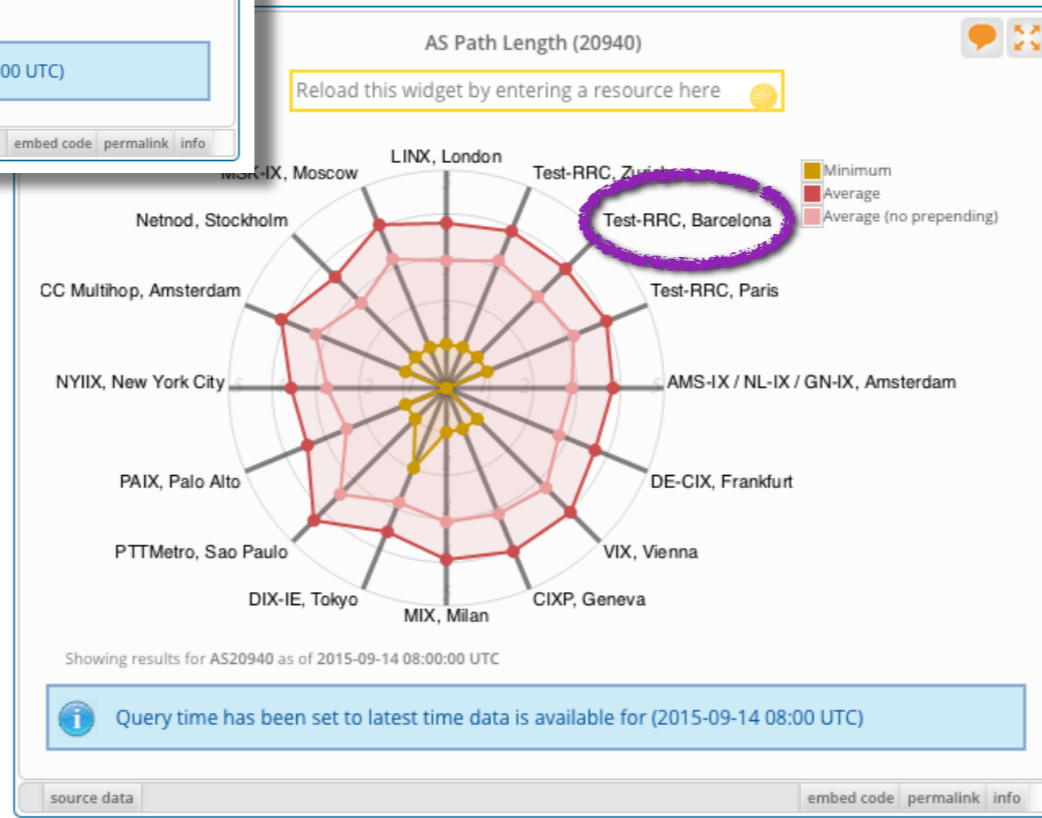 00 UTC)
embed code permalink info
AS Path Length (20940)
Reload this widget by entering a resource here
LINX, London
MSK-IX, Moscow
Test-RRC, Zurich
Netnod, Stockholm
Test-RRC, Barcelona
CC Multihop, Amsterdam
Test-RRC, Paris
NYIIX, New York City
AMS-IX / NL-IX / GN-IX, Amsterdam
PAIX, Palo Alto
DE-CIX, Frankfurt
PTTMetro, Sao Paulo
VIX, Vienna
DIX-IE, Tokyo
CIXP, Geneva
MIX, Milan
Minimum
Average
Average (no prepending)
Showing results for AS20940 as of 2015-09-14 08:00:00 UTC
Query time has been set to latest time data is available for (2015-09-14 08:00 UTC)
source data
embed code permalink info